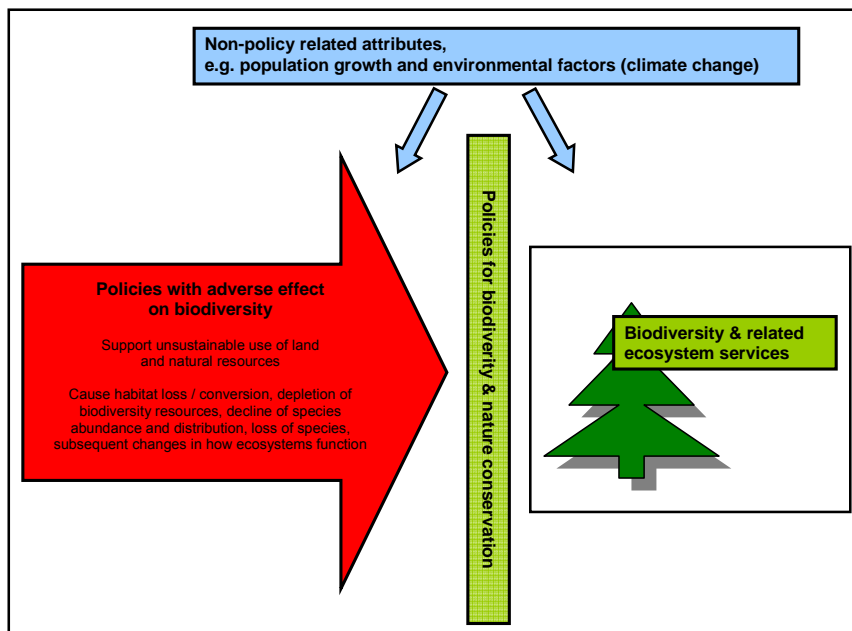 Non-policy related attributes,
e.g. population growth and environmental factors (climate change)
Policies with adverse effect
on biodiversity
Support unsustainable use of land
and natural resources
Cause habitat loss / conversion, depletion of
biodiversity resources, decline of species
abundance and distribution, loss of species,
subsequent changes in how ecosystems function
Policies for biodiverity & nature conservation
Biodiversity & related
ecosystem services